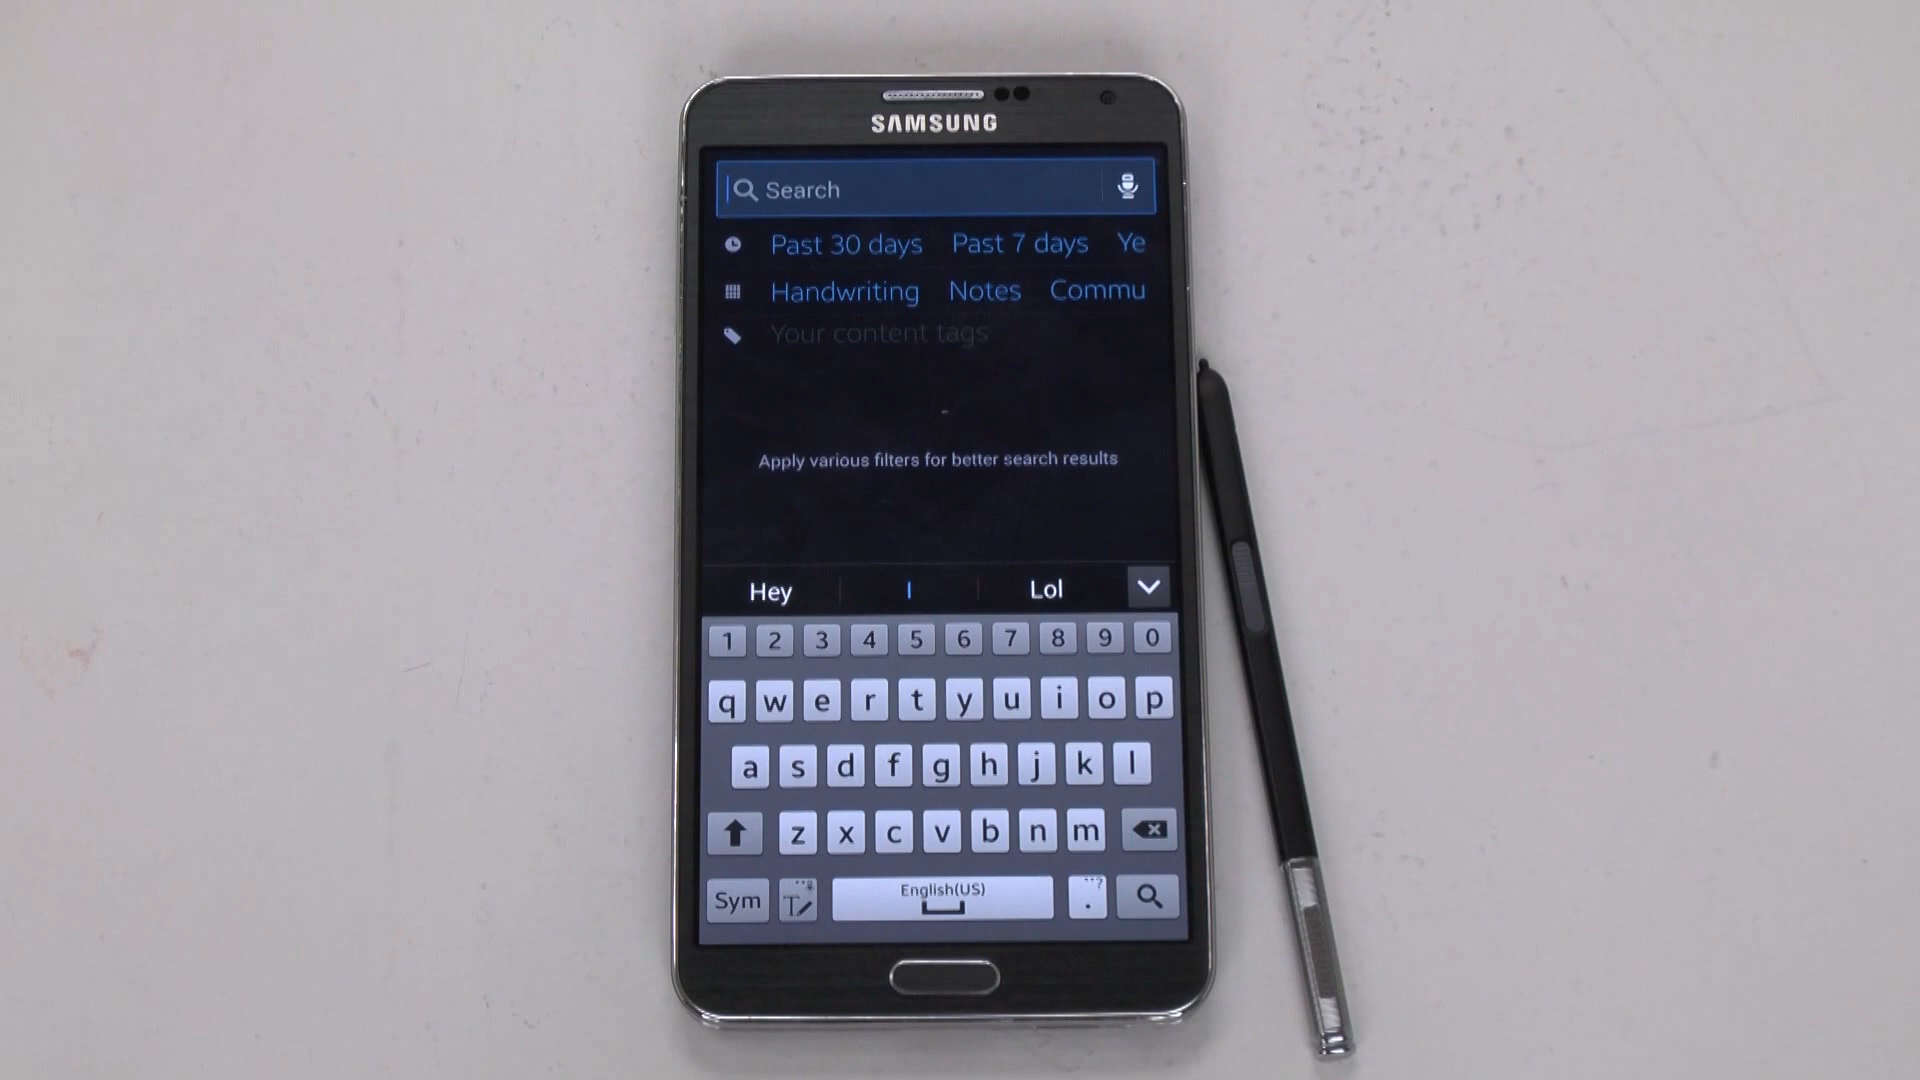 SAMSUNG
Search
Past 30 days Past 7 days Ye
Handwriting Notes Commu
Your content tags
Apply various filters for better search results
Hey I Lol
1 2 3 4 5 6 7 8 9 0
q w e r t y u i o p
a s d f g h j k l
z x c v b n m
Sym T English(US) . ?